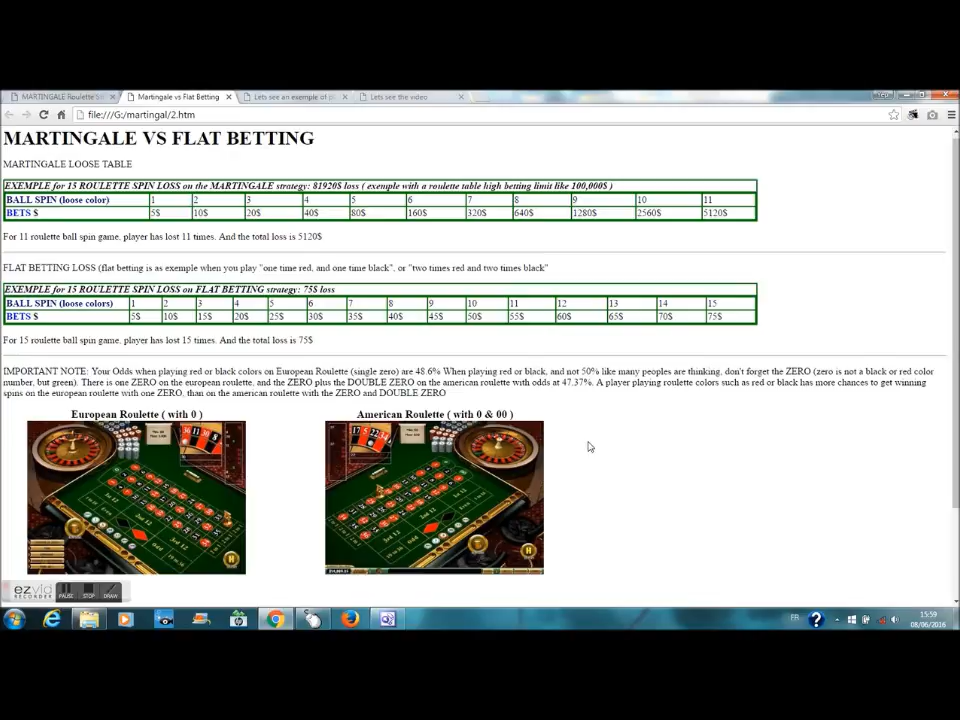 MARTINGALE Roulette S
Martingale vs Flat Betting
Lets see an example of p
Lets see the video
file:///G:/martingal/2.htm
MARTINGALE VS FLAT BETTING
MARTINGALE LOOSE TABLE
EXEMPLE for 15 ROULETTE SPIN LOSS on the MARTINGALE strategy: 81920$ loss ( exemple with a roulette table high betting limit like 100,000$ )
BALL SPIN (loose color) 1 2 3 4 5 6 7 8 9 10 11
BETS $ 5$ 10$ 20$ 40$ 80$ 160$ 320$ 640$ 1280$ 2560$ 5120$
For 11 roulette ball spin game, player has lost 11 times. And the total loss is 5120$
FLAT BETTING LOSS (flat betting is as exemple when you play "one time red, and one time black", or "two times red and two times black"
EXEMPLE for 15 ROULETTE SPIN LOSS on FLAT BETTING strategy: 75$ loss
BALL SPIN (loose colors) 1 2 3 4 5 6 7 8 9 10 11 12 13 14 15
BETS $ 5$ 10$ 15$ 20$ 25$ 30$ 35$ 40$ 45$ 50$ 55$ 60$ 65$ 70$ 75$
For 15 roulette ball spin game, player has lost 15 times. And the total loss is 75$
IMPORTANT NOTE: Your Odds when playing red or black colors on European Roulette (single zero) are 48.6% When playing red or black, and not 50% like many peoples are thinking, don't forget the ZERO (zero is not a black or red color
number, but green). There is one ZERO on the european roulette, and the ZERO plus the DOUBLE ZERO on the american roulette with odds at 47.37%. A player playing roulette colors such as red or black has more chances to get winning
spins on the european roulette with one ZERO, than on the american roulette with the ZERO and DOUBLE ZERO
European Roulette ( with 0 )
American Roulette ( with 0 & 00 )
ezvid
RECORDER
PAUSE STOP DRAW
FR
15:59
08/06/2016